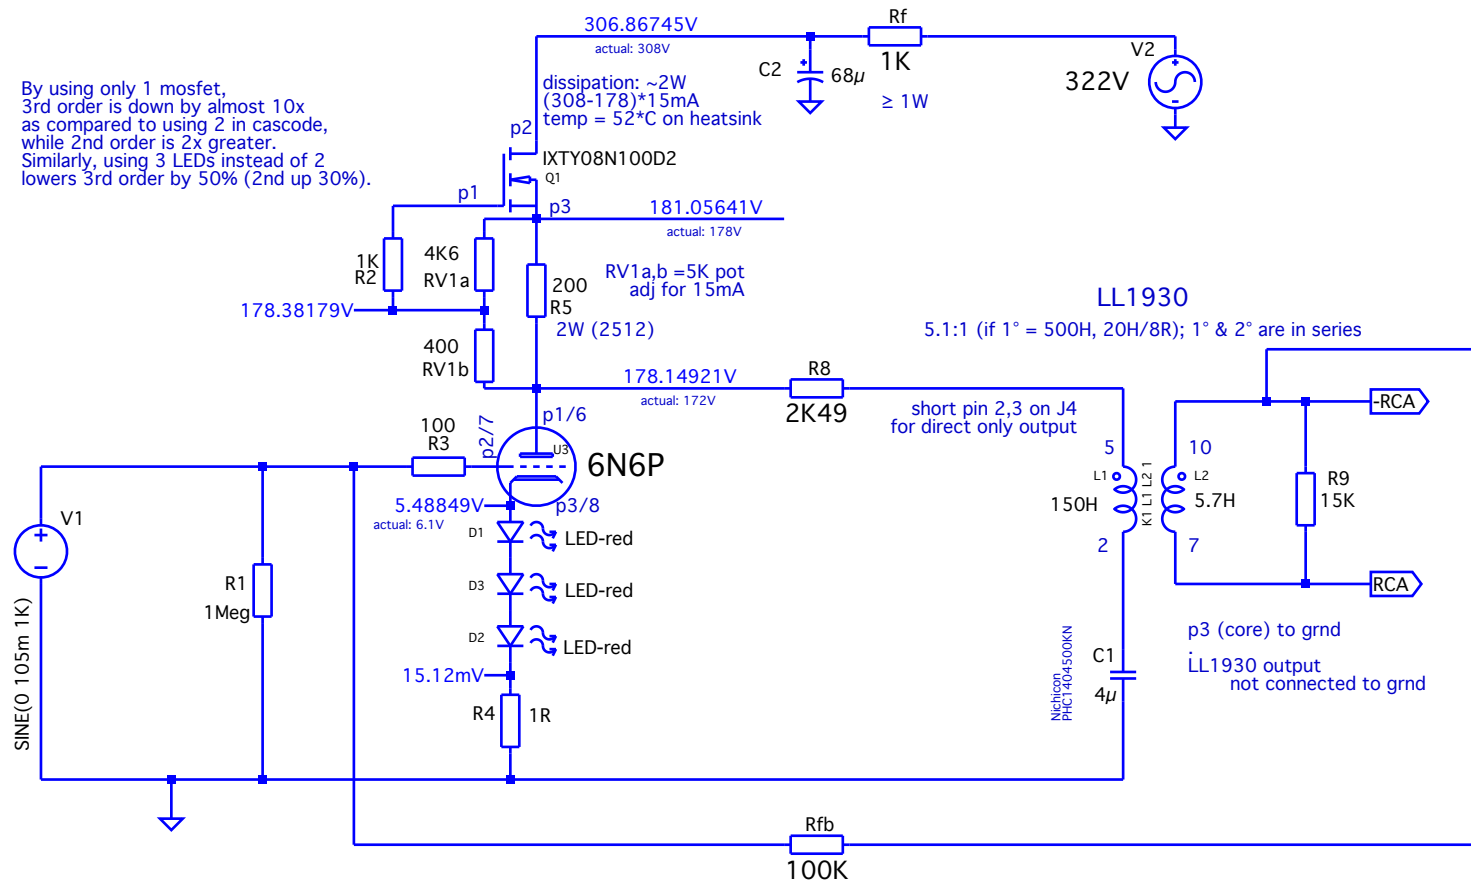 306.86745V
actual: 308V
Rf
1K
V2
322V
C2
68µ
≥ 1W
By using only 1 mosfet,
3rd order is down by almost 10x
as compared to using 2 in cascode,
while 2nd order is 2x greater.
Similarly, using 3 LEDs instead of 2
lowers 3rd order by 50% (2nd up 30%).
dissipation: ~2W
(308-178)*15mA
temp = 52*C on heatsink
p2
IXTY08N100D2
Q1
p1
p3
181.05641V
actual: 178V
1K
R2
4K6
RV1a
200
R5
2W (2512)
RV1a,b =5K pot
adj for 15mA
178.38179V
400
RV1b
LL1930
5.1:1 (if 1° = 500H, 20H/8R); 1° & 2° are in series
178.14921V
actual: 172V
R8
2K49
short pin 2,3 on J4
for direct only output
-RCA
p1/6
p2/7
100
R3
U3
6N6P
5.48849V
actual: 6.1V
p3/8
5
10
L1
L2
K1 L1 L2 1
150H
5.7H
2
7
R9
15K
V1
SINE(0 105m 1K)
R1
1Meg
D1
LED-red
D3
LED-red
D2
LED-red
15.12mV
R4
1R
RCA
p3 (core) to grnd
.
LL1930 output
not connected to grnd
C1
4µ
Nichicon
PHC1404500KN
Rfb
100K